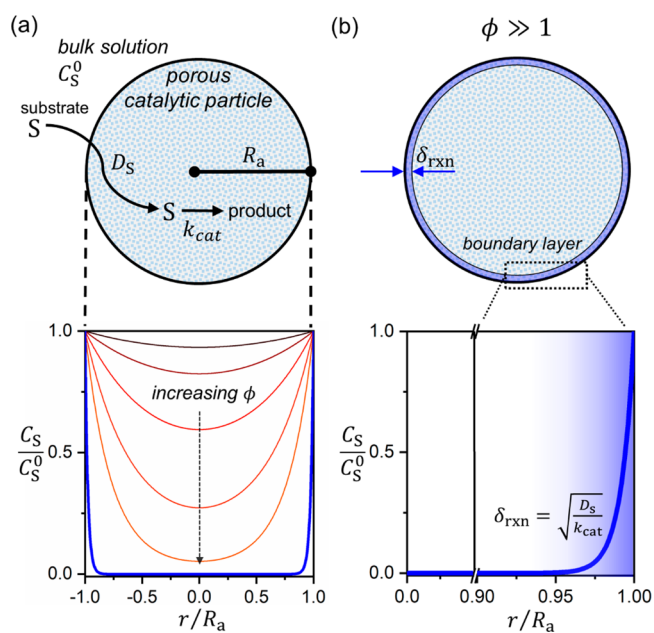 (a)
bulk solution
C_S^0
substrate
S
porous
catalytic particle
D_S
R_a
S → product
k_cat
1.0
0.5
0.0
C_S/C_S^0
increasing ϕ
-1.0 -0.5 0.0 0.5 1.00
r/R_a
(b)
ϕ ≫ 1
δ_rxn
boundary layer
1.0
0.5
0.0
C_S/C_S^0
δ_rxn = √(D_s/k_cat)
0.0 0.90 0.95 1.00
r/R_a